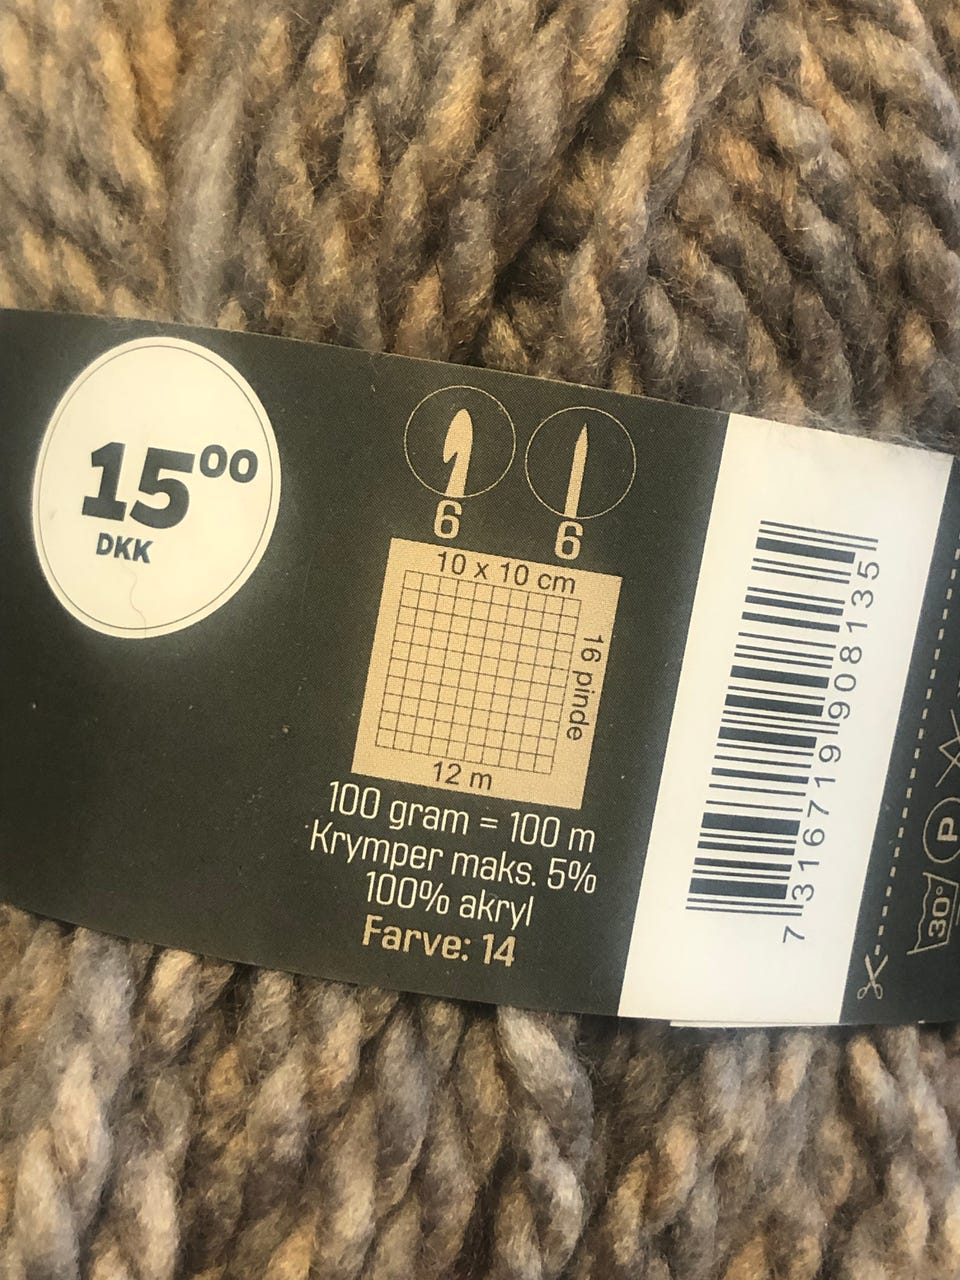 15⁰⁰
DKK
6
6
10 x 10 cm
16 pinde
12 m
100 gram = 100 m
Krymper maks. 5%
100% akryl
Farve: 14
7 316719 908135
P
30°